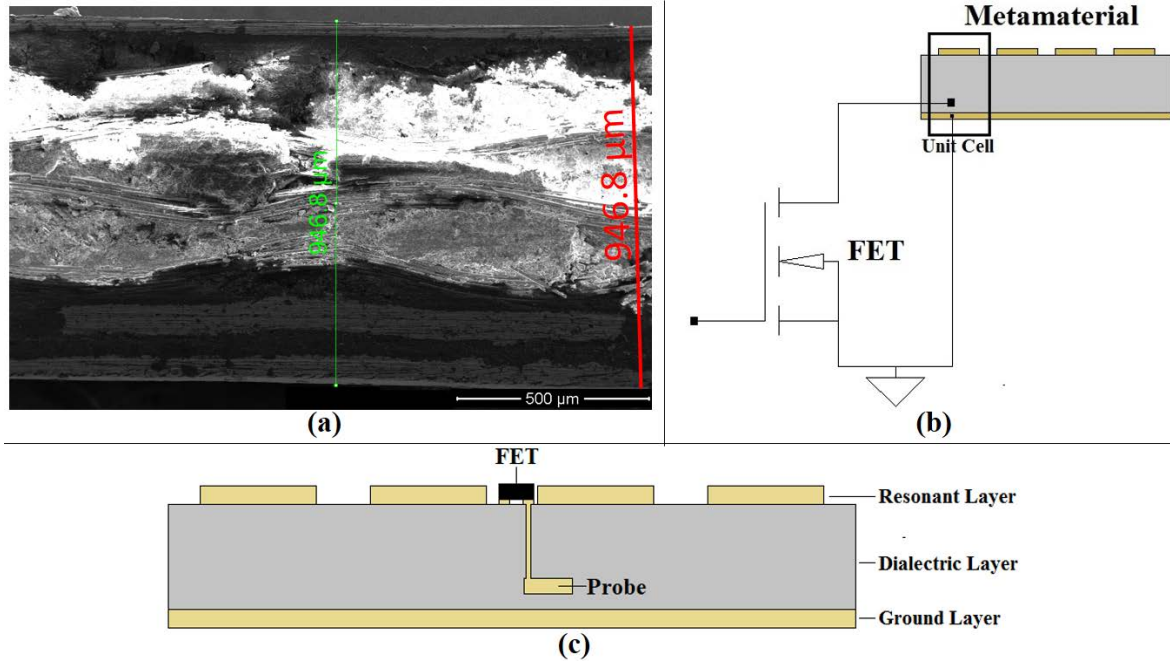 946.8 µm
946.8 µm
500 µm
(a)
Metamaterial
Unit Cell
FET
(b)
FET
Resonant Layer
Dialectric Layer
Probe
Ground Layer
(c)